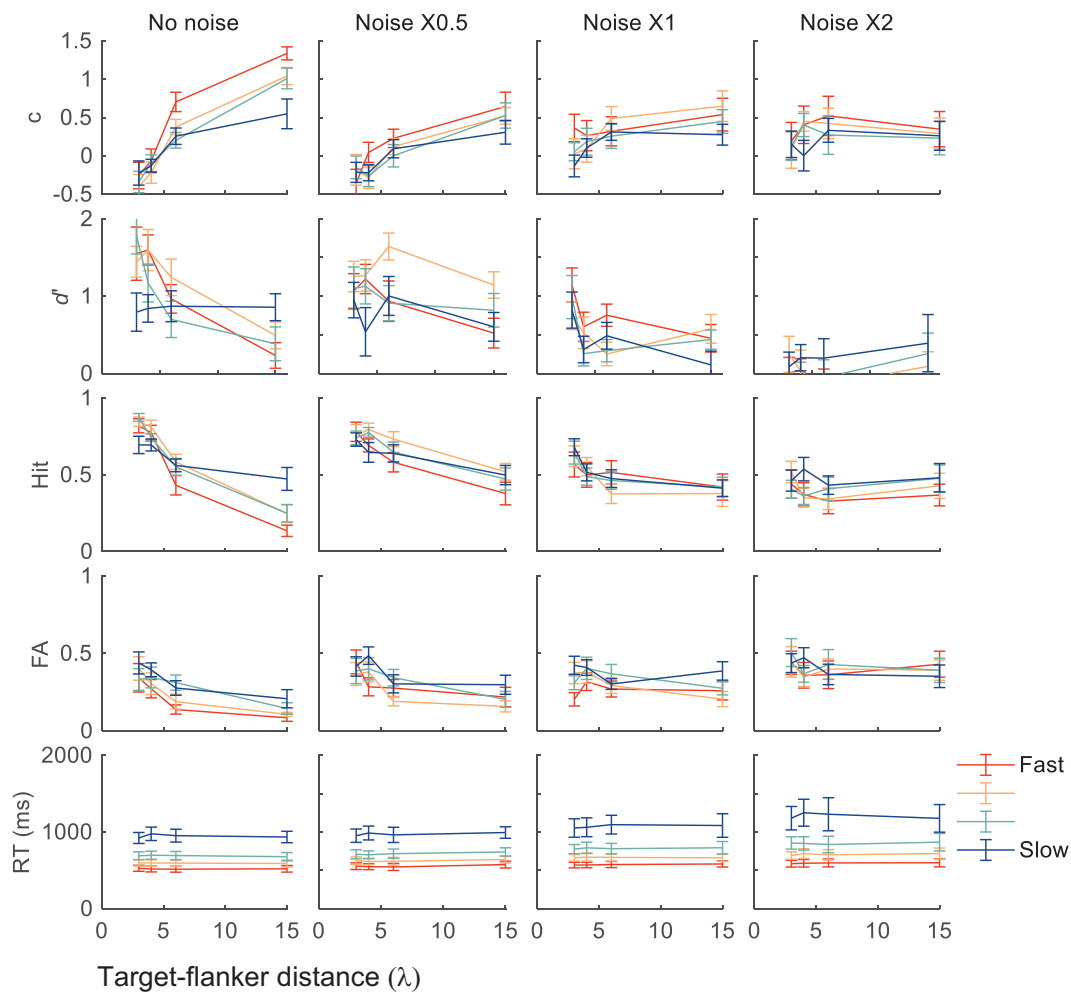 No noise Noise X0.5 Noise X1 Noise X2
1.5
1
0.5
0
-0.5
c
2
1
0
d'
1
0.5
0
Hit
1
0.5
0
FA
2000
1000
0
RT (ms)
Fast
Slow
0 5 10 15 0 5 10 15 0 5 10 15 0 5 10 15
Target-flanker distance (λ)